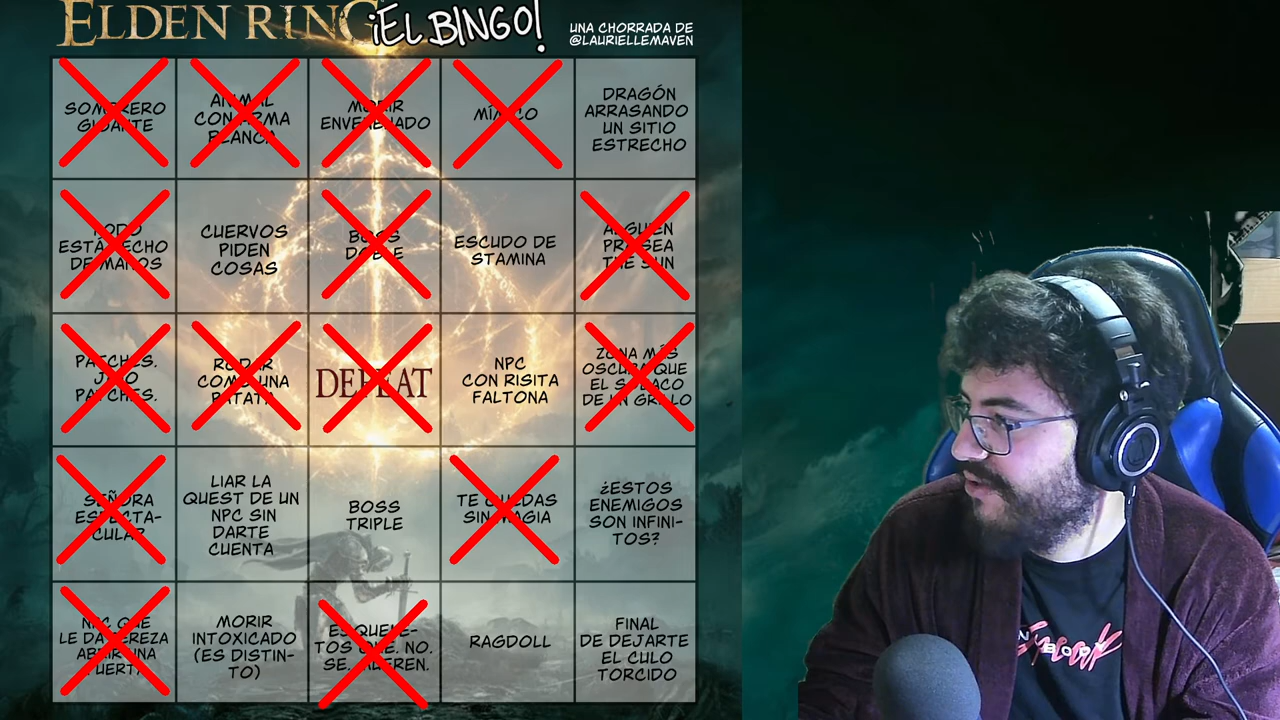 ELDEN RING
¡EL BINGO!
UNA CHORRADA DE
@LAURIELLEMAVEN
SOMBRERO
GIGANTE
ANIMAL
CON ARMA
BLANCA
MORIR
ENVENENADO
MÍMICO
DRAGÓN
ARRASANDO
UN SITIO
ESTRECHO
TODO
ESTÁ HECHO
DE MANOS
CUERVOS
PIDEN
COSAS
BOSS
DOBLE
ESCUDO DE
STAMINA
ALGUIEN
PRAISEA
THE SUN
PATCHES.
JODO
PATCHES.
RODAR
COMO UNA
PATATA
DEFEAT
NPC
CON RISITA
FALTONA
ZONA MÁS
OSCURA QUE
EL SOBACO
DE UN GRILLO
SEÑORA
ESPECTA-
CULAR
LIAR LA
QUEST DE UN
NPC SIN
DARTE
CUENTA
BOSS
TRIPLE
TE QUEDAS
SIN MAGIA
¿ESTOS
ENEMIGOS
SON INFINI-
TOS?
NPC QUE
LE DA PEREZA
ABRIR UNA
PUERTA
MORIR
INTOXICADO
(ES DISTIN-
TO)
ESQUELE-
TOS QUE. NO.
SE. MUEREN.
RAGDOLL
FINAL
DE DEJARTE
EL CULO
TORCIDO